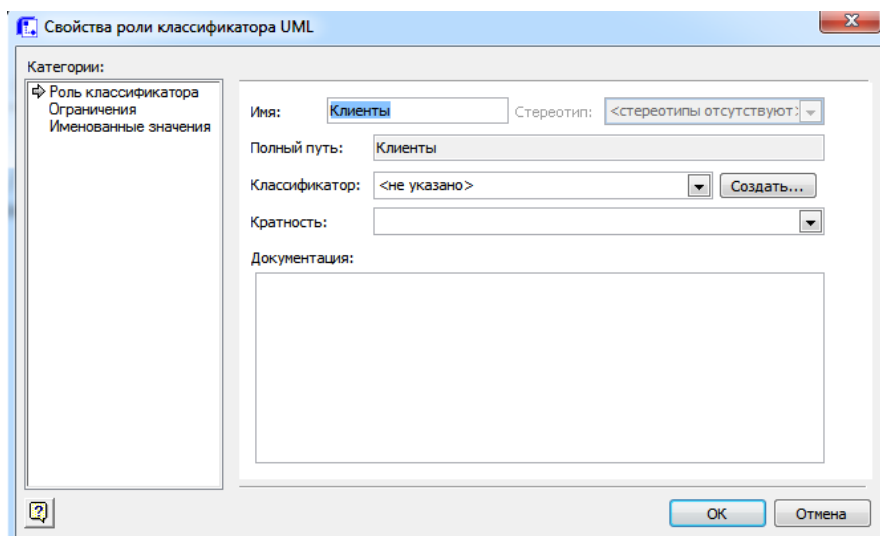 Свойства роли классификатора UML
Категории:
Роль классификатора
Ограничения
Именованные значения
Имя: Клиенты Стереотип: <стереотипы отсутствуют>
Полный путь: Клиенты
Классификатор: <не указано> Создать...
Кратность:
Документация:
ОК Отмена